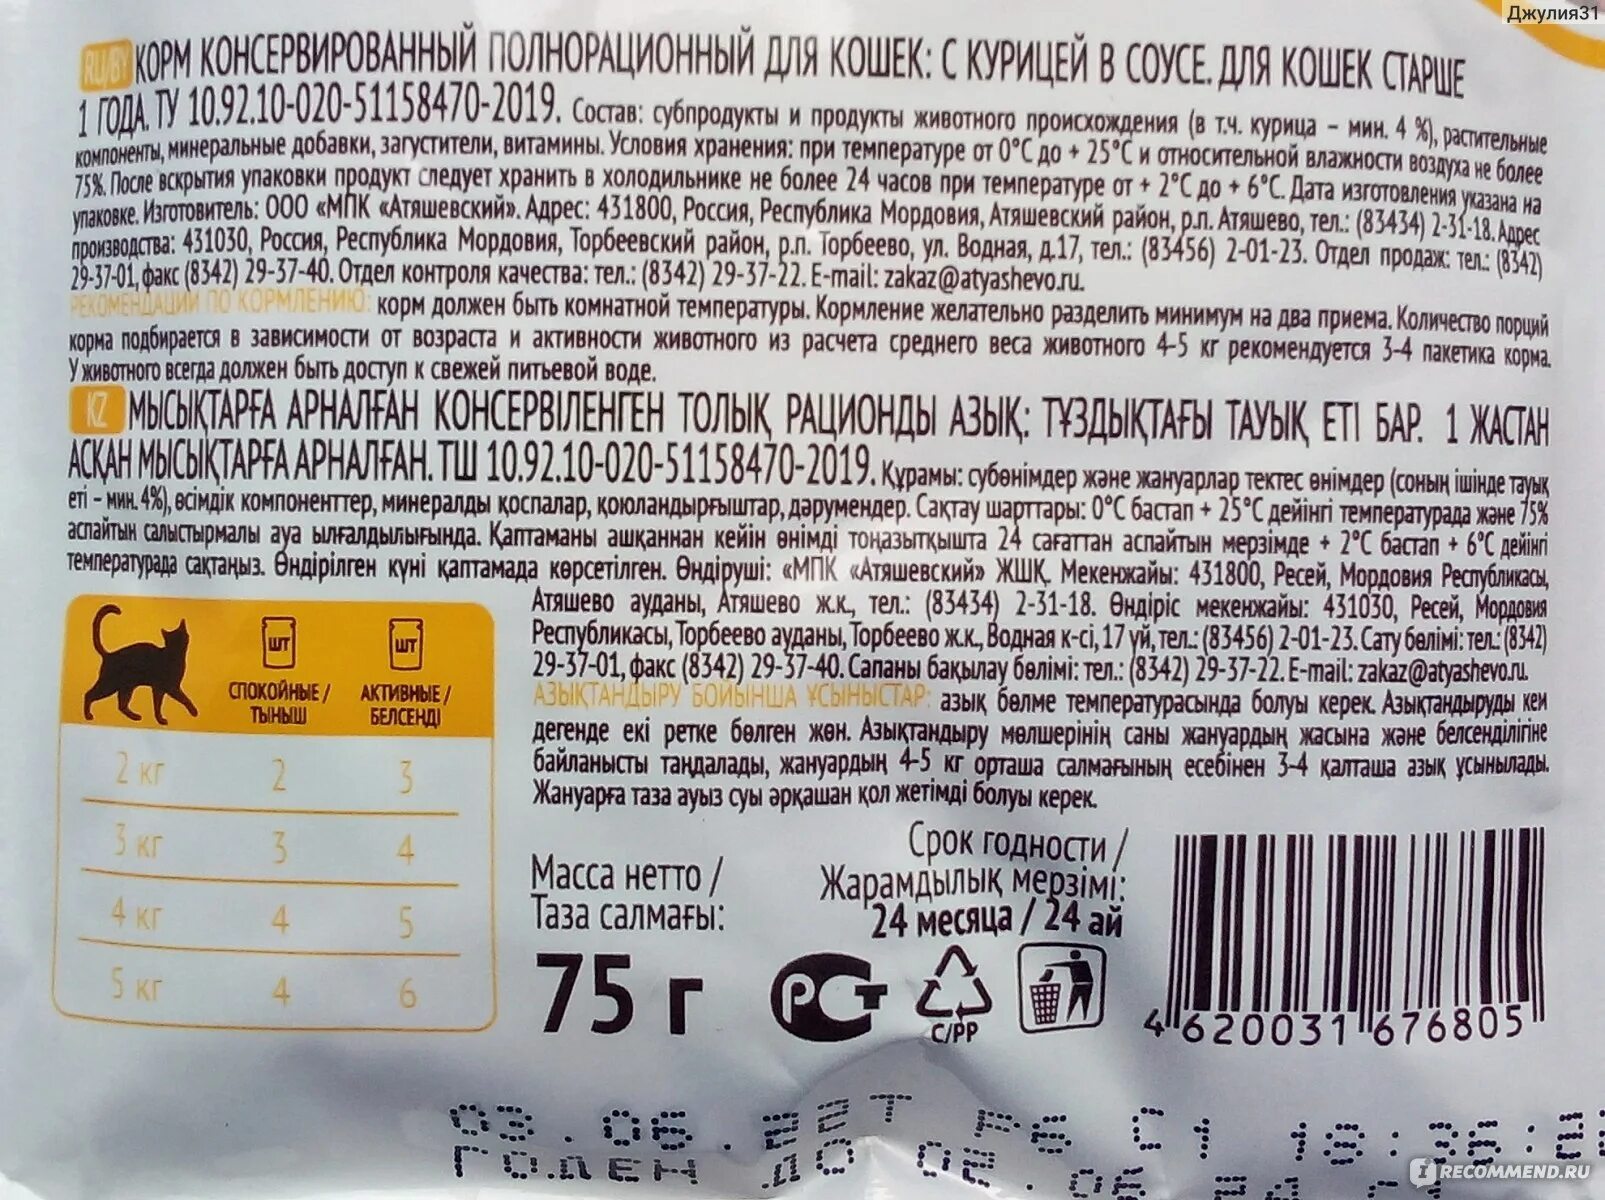 Джулия31
RU/BY КОРМ КОНСЕРВИРОВАННЫЙ ПОЛНОРАЦИОННЫЙ ДЛЯ КОШЕК: С КУРИЦЕЙ В СОУСЕ. ДЛЯ КОШЕК СТАРШЕ
1 ГОДА. ТУ 10.92.10-020-51158470-2019. Состав: субпродукты и продукты животного происхождения (в т.ч. курица – мин. 4 %), растительные
компоненты, минеральные добавки, загустители, витамины. Условия хранения: при температуре от 0°С до + 25°С и относительной влажности воздуха не более
75%. После вскрытия упаковки продукт следует хранить в холодильнике не более 24 часов при температуре от + 2°С до + 6°С. Дата изготовления указана на
упаковке. Изготовитель: ООО «МПК «Атяшевский». Адрес: 431800, Россия, Республика Мордовия, Атяшевский район, р.п. Атяшево, тел.: (83434) 2-31-18. Адрес
производства: 431030, Россия, Республика Мордовия, Торбеевский район, р.п. Торбеево, ул. Водная, д.17, тел.: (83456) 2-01-23. Отдел продаж: тел.: (8342)
29-37-01, факс (8342) 29-37-40. Отдел контроля качества: тел.: (8342) 29-37-22. E-mail: zakaz@atyashevo.ru.
РЕКОМЕНДАЦИИ ПО КОРМЛЕНИЮ: корм должен быть комнатной температуры. Кормление желательно разделить минимум на два приема. Количество порций
корма подбирается в зависимости от возраста и активности животного из расчета среднего веса животного 4-5 кг рекомендуется 3-4 пакетика корма.
У животного всегда должен быть доступ к свежей питьевой воде.
KZ МЫСЫҚТАРҒА АРНАЛҒАН КОНСЕРВІЛЕНГЕН ТОЛЫҚ РАЦИОНДЫ АЗЫҚ: ТҰЗДЫҚТАҒЫ ТАУЫҚ ЕТІ БАР. 1 ЖАСТАН
АСҚАН МЫСЫҚТАРҒА АРНАЛҒАН. ТШ 10.92.10-020-51158470-2019. Құрамы: субөнімдер және жануарлар тектес өнімдер (соның ішінде тауық
еті – мин. 4%), өсімдік компоненттер, минералды қоспалар, қоюландырғыштар, дәрумендер. Сақтау шарттары: 0°С бастап + 25°С дейінгі температурада және 75%
аспайтын салыстырмалы ауа ылғалдылығында. Қаптаманы ашқаннан кейін өнімді тоңазытқышта 24 сағаттан аспайтын мерзімде + 2°С бастап + 6°С дейінгі
температурада сақтаңыз. Өндірілген күні қаптамада көрсетілген. Өндіруші: «МПК «Атяшевский» ЖШҚ. Мекенжайы: 431800, Ресей, Мордовия Республикасы,
Атяшево ауданы, Атяшево ж.к., тел.: (83434) 2-31-18. Өндіріс мекенжайы: 431030, Ресей, Мордовия
Республикасы, Торбеево ауданы, Торбеево ж.к., Водная к-сі, 17 үй, тел.: (83456) 2-01-23. Сату бөлімі: тел.: (8342)
29-37-01, факс (8342) 29-37-40. Сапаны бақылау бөлімі: тел.: (8342) 29-37-22. E-mail: zakaz@atyashevo.ru.
АЗЫҚТАНДЫРУ БОЙЫНША ҰСЫНЫСТАР: азық бөлме температурасында болуы керек. Азықтандыруды кем
дегенде екі ретке бөлген жөн. Азықтандыру мөлшерінің саны жануардың жасына және белсенділігіне
байланысты таңдалады, жануардың 4-5 кг орташа салмағының есебінен 3-4 қалташа азық ұсынылады.
Жануарға таза ауыз суы әрқашан қол жетімді болуы керек.
ШТ ШТ
СПОКОЙНЫЕ / АКТИВНЫЕ /
ТЫНЫШ БЕЛСЕНДІ
2 кг 2 3
3 кг 3 4
4 кг 4 5
5 кг 4 6
Масса нетто /
Таза салмағы:
75 г
Срок годности /
Жарамдылық мерзімі:
24 месяца / 24 ай
РСТ
C/PP
4 620031 676805
03.06.22
ГОДЕН ДО
IRECOMMEND.RU